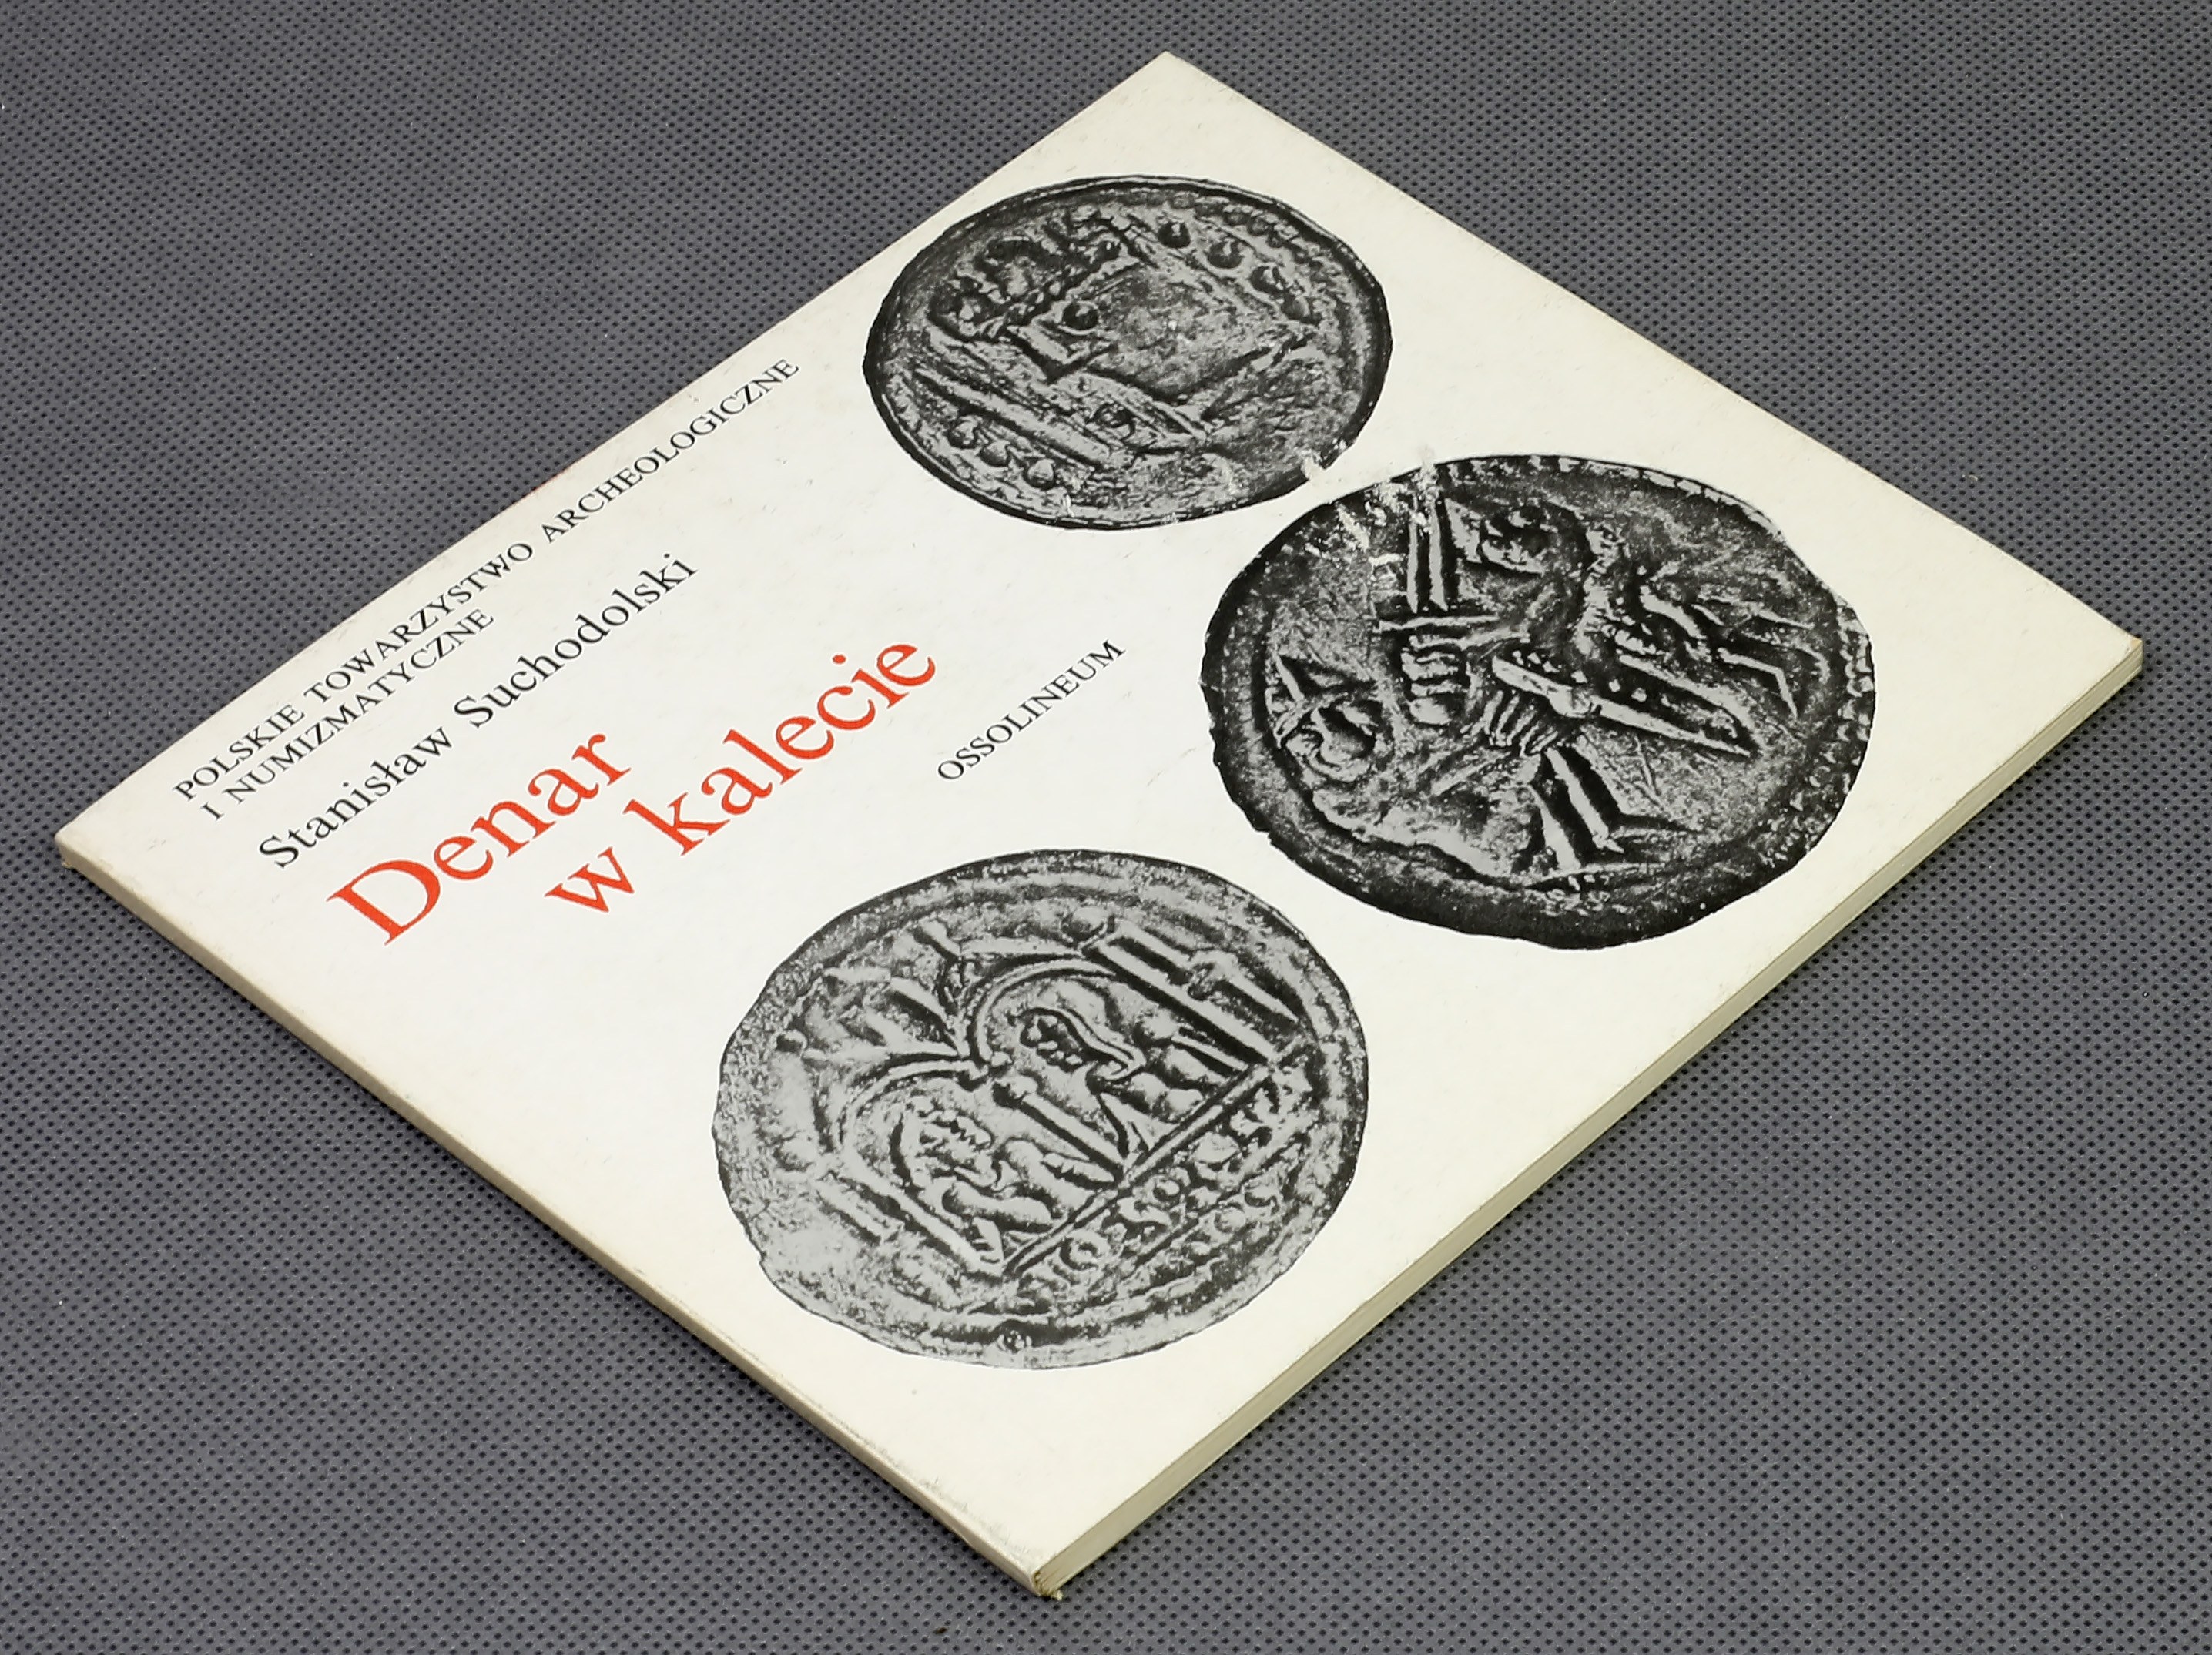 POLSKIE TOWARZYSTWO ARCHEOLOGICZNE
I NUMIZMATYCZNE
Stanisław Suchodolski
Denar
w kalecie
OSSOLINEUM